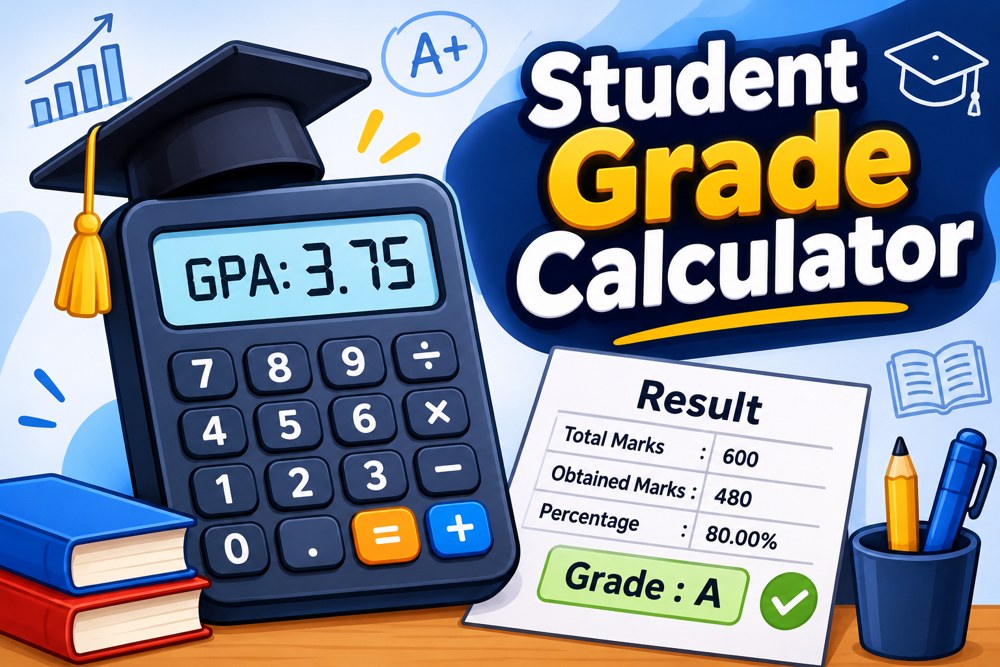 A+
Student
Grade
Calculator
GPA: 3.75
7 8 9 ÷
4 5 6 ×
1 2 3 −
0 . = +
Result
Total Marks : 600
Obtained Marks : 480
Percentage : 80.00%
Grade : A